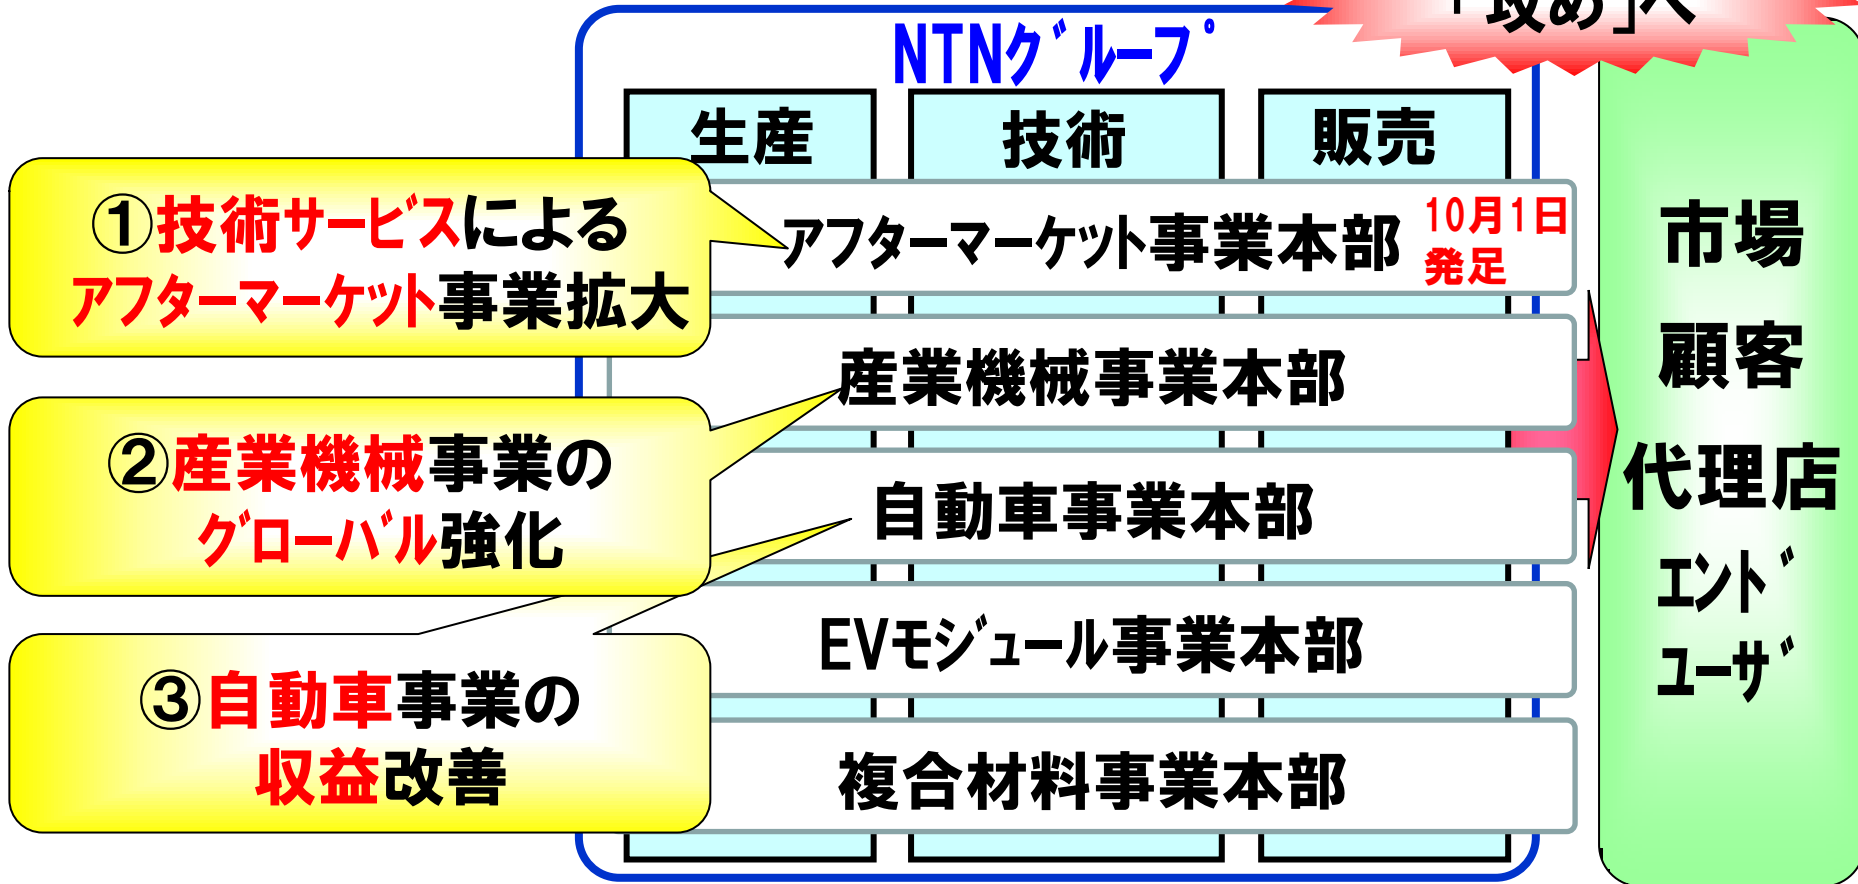 「攻め」へ
NTNグループ
生産
技術
販売
①技術サービスによる
アフターマーケット事業拡大
アフターマーケット事業本部
10月1日
発足
産業機械事業本部
②産業機械事業の
グローバル強化
自動車事業本部
EVモジュール事業本部
③自動車事業の
収益改善
複合材料事業本部
市場
顧客
代理店
エンド
ユーザ